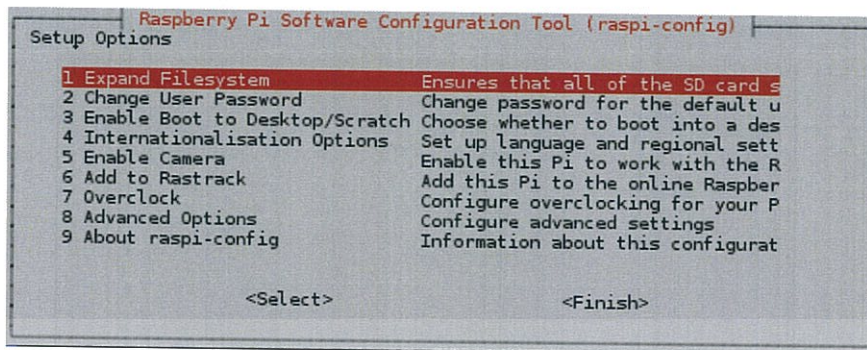 Raspberry Pi Software Configuration Tool (raspi-config)
Setup Options
1 Expand Filesystem Ensures that all of the SD card s
2 Change User Password Change password for the default u
3 Enable Boot to Desktop/Scratch Choose whether to boot into a des
4 Internationalisation Options Set up language and regional sett
5 Enable Camera Enable this Pi to work with the R
6 Add to Rastrack Add this Pi to the online Raspber
7 Overclock Configure overclocking for your P
8 Advanced Options Configure advanced settings
9 About raspi-config Information about this configurat
<Select> <Finish>